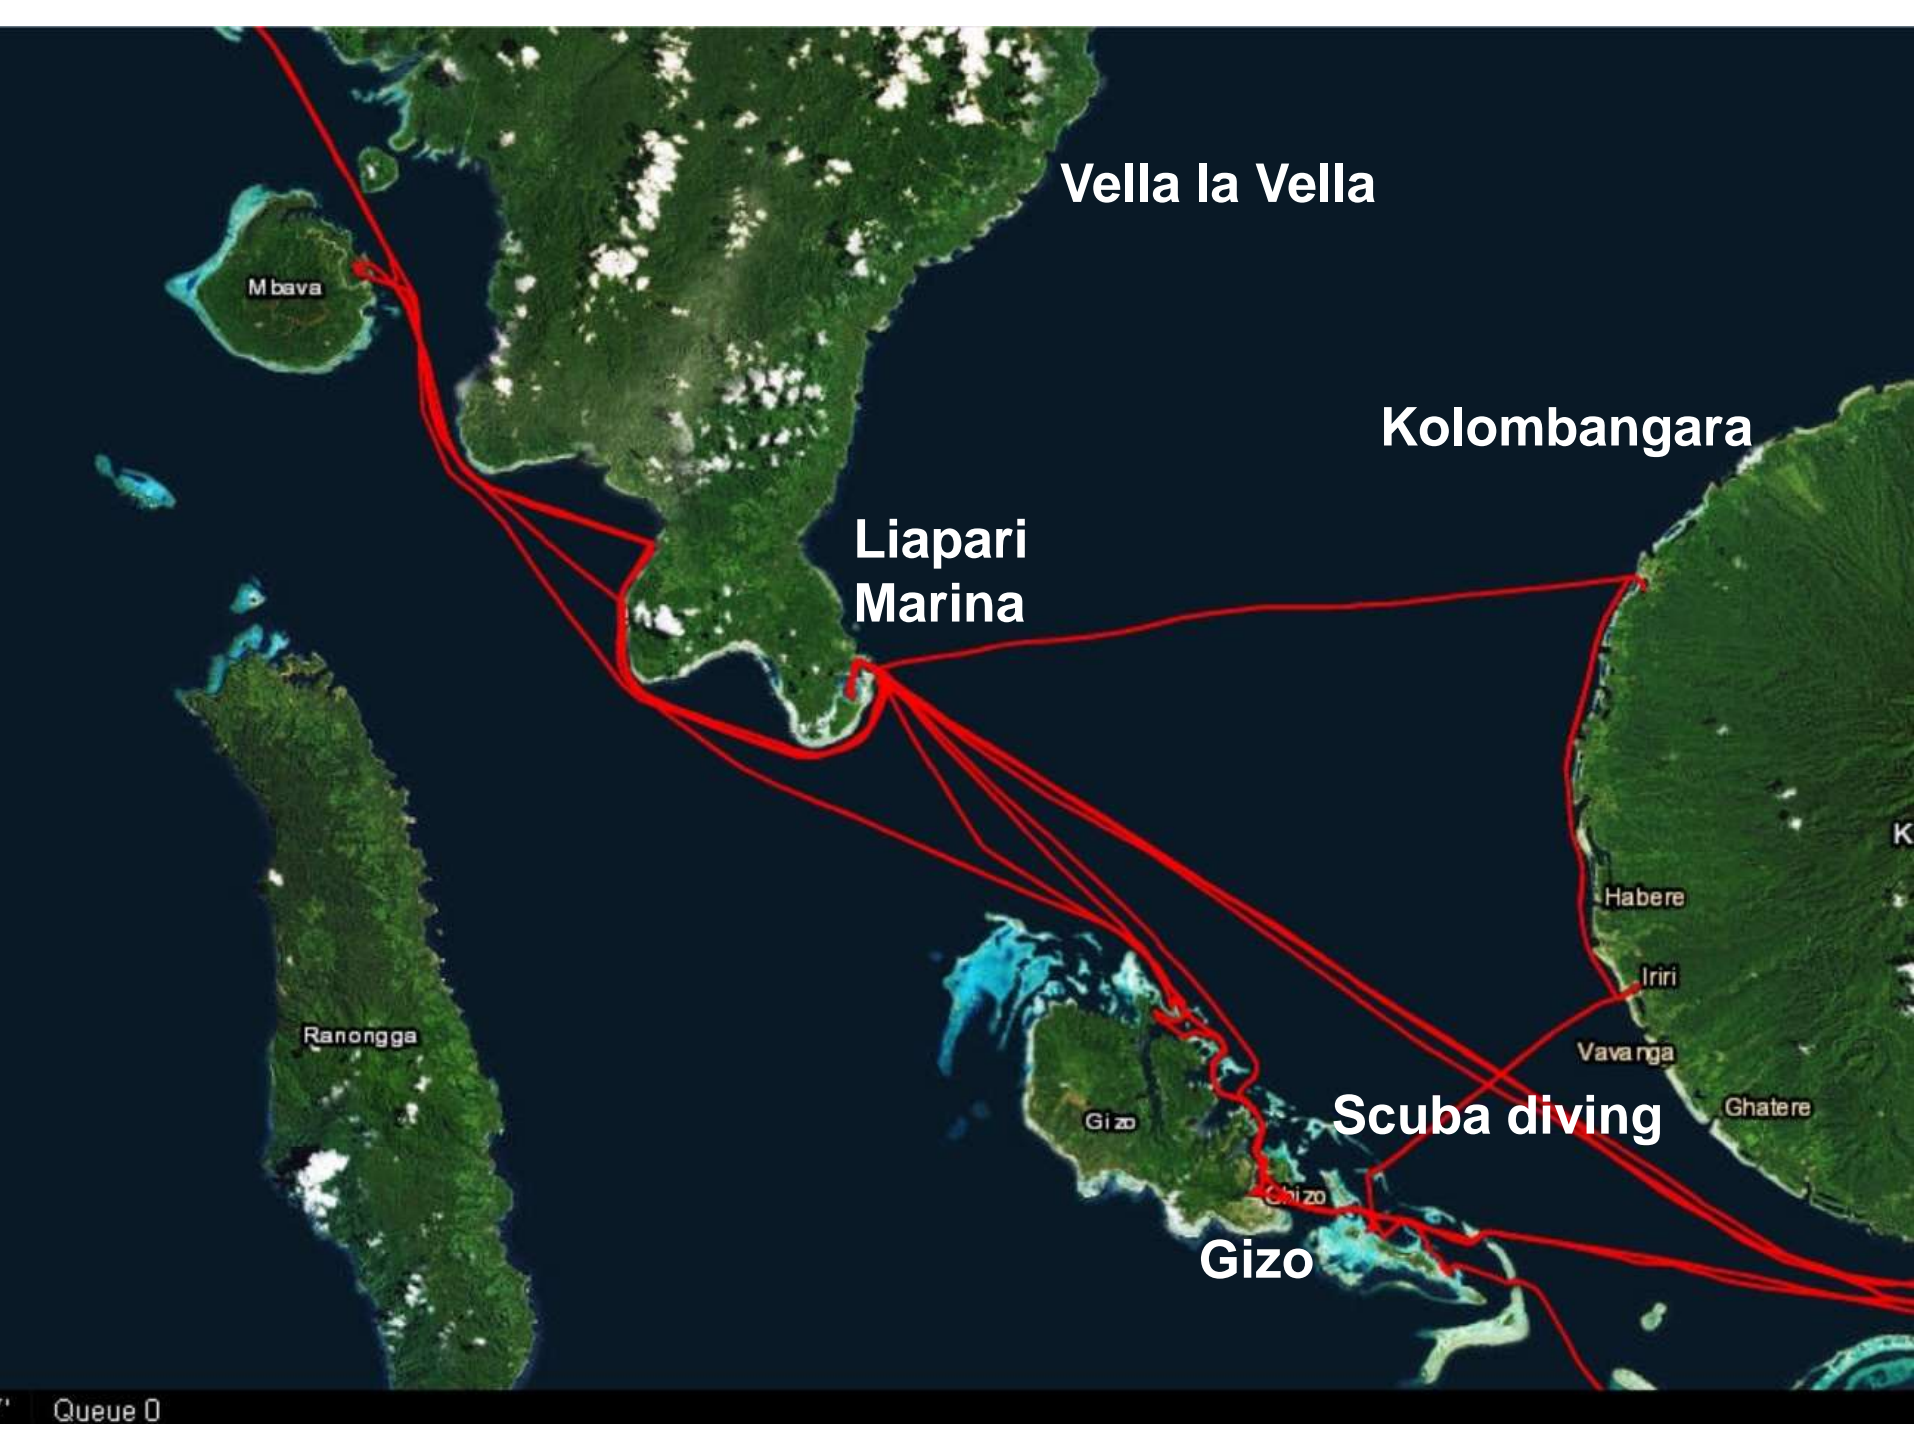 Vella la Vella
Mbava
Kolombangara
Liapari
Marina
K
Habere
Iriri
Ranongga
Vavanga
Scuba diving
Ghatere
Gizo
Ghizo
Gizo
Queue 0